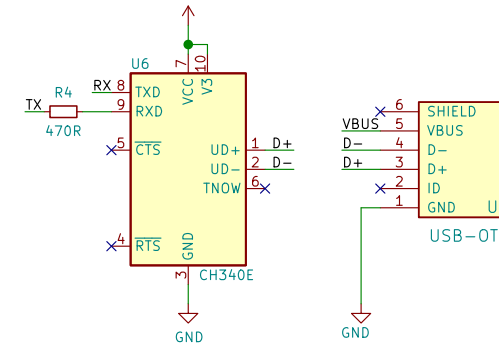 U6
7
10
VCC
V3
RX 8 TXD
R4
TX
9 RXD
470R
5 CTS
UD+ 1 D+
UD- 2 D-
TNOW 6
4 RTS
GND
3
CH340E
GND
6 SHIELD
VBUS 5 VBUS
D- 4 D-
D+ 3 D+
2 ID
1 GND
U
USB-OT
GND